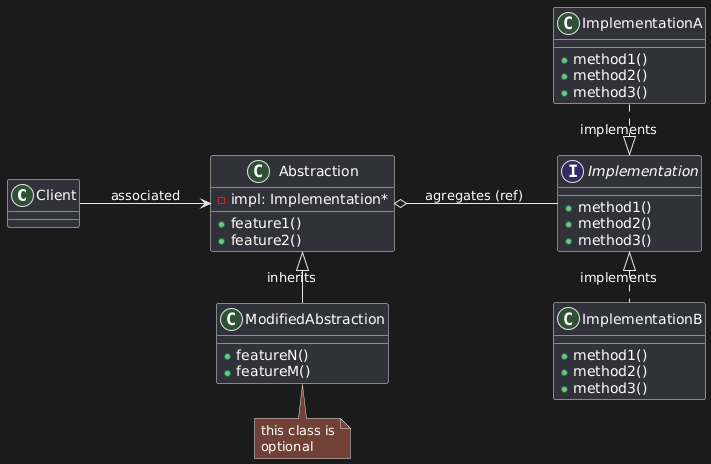 C ImplementationA
method1()
method2()
method3()
implements
C Client
associated
C Abstraction
impl: Implementation*
feature1()
feature2()
agregates (ref)
I Implementation
method1()
method2()
method3()
inherits
implements
C ModifiedAbstraction
featureN()
featureM()
C ImplementationB
method1()
method2()
method3()
this class is
optional